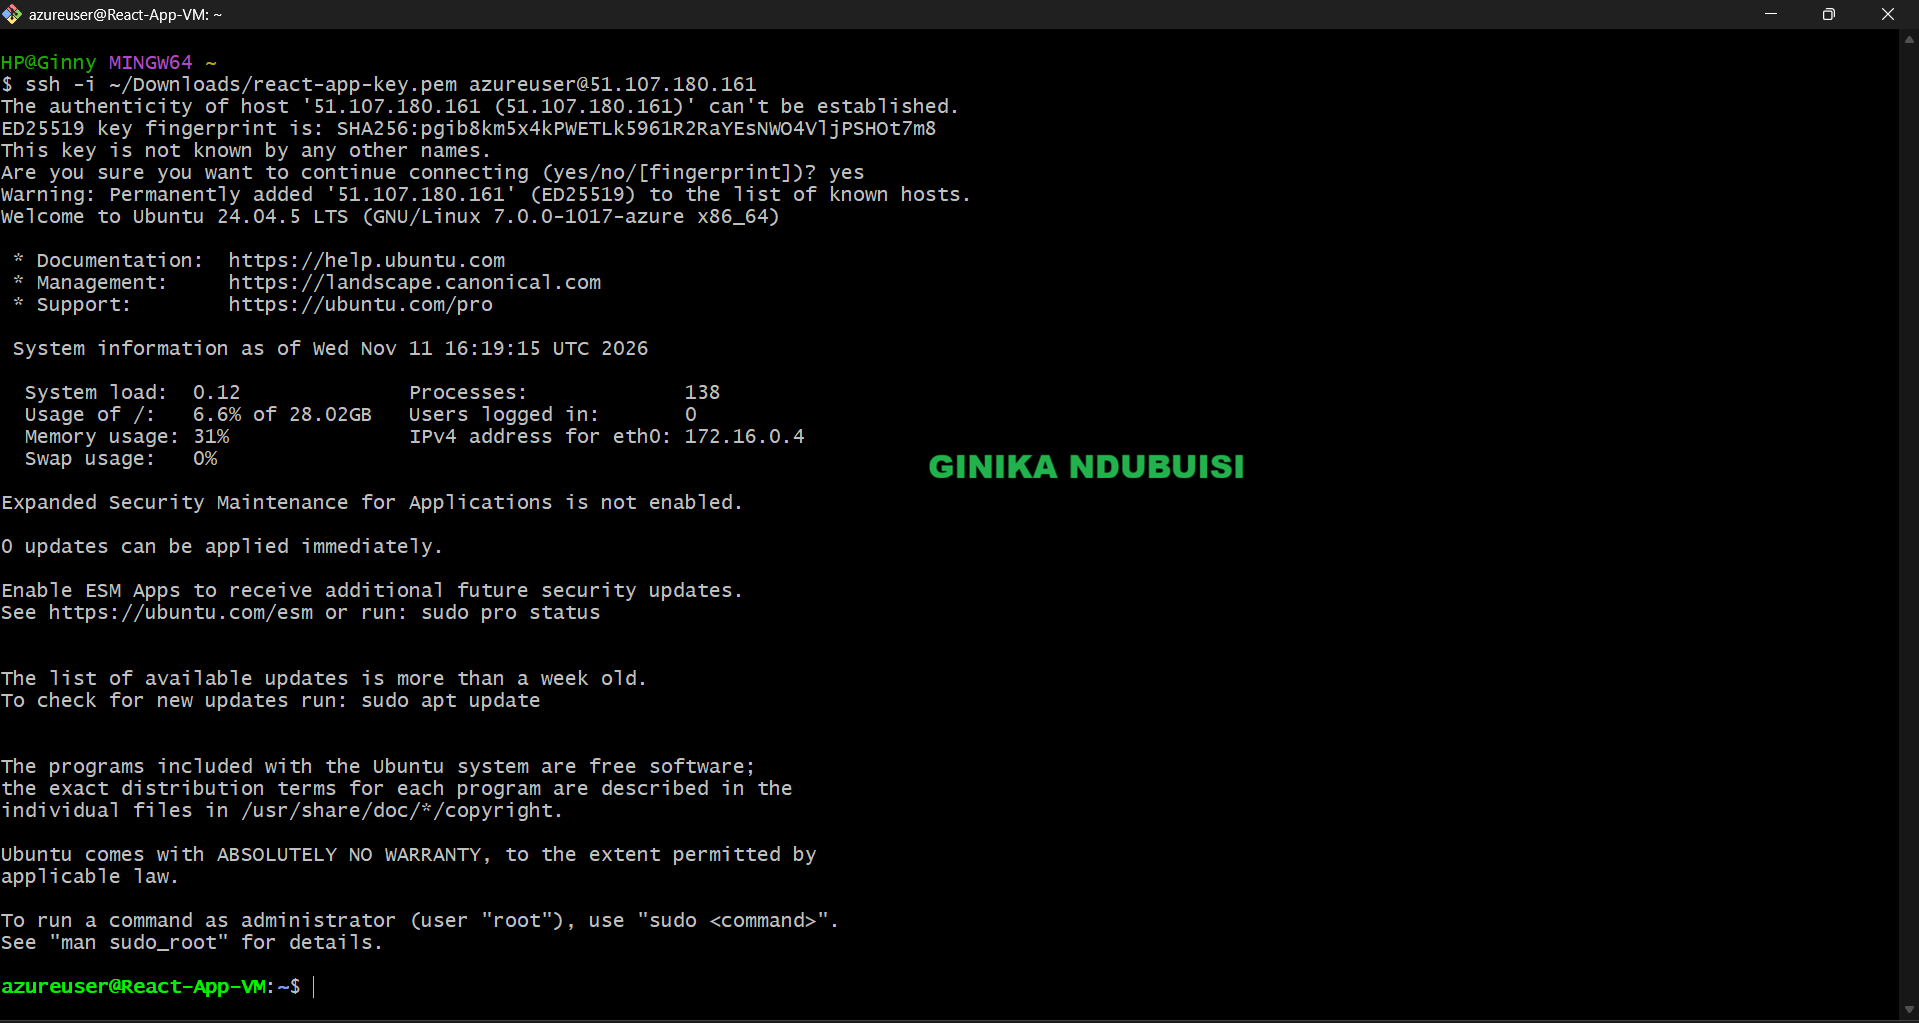 azureuser@React-App-VM: ~
HP@Ginny MINGW64 ~
$ ssh -i ~/Downloads/react-app-key.pem azureuser@51.107.180.161
The authenticity of host '51.107.180.161 (51.107.180.161)' can't be established.
ED25519 key fingerprint is: SHA256:pgib8km5x4kPWETLk5961R2RaYEsNWO4VljPSHOt7m8
This key is not known by any other names.
Are you sure you want to continue connecting (yes/no/[fingerprint])? yes
Warning: Permanently added '51.107.180.161' (ED25519) to the list of known hosts.
Welcome to Ubuntu 24.04.5 LTS (GNU/Linux 7.0.0-1017-azure x86_64)
* Documentation:  https://help.ubuntu.com
* Management:     https://landscape.canonical.com
* Support:        https://ubuntu.com/pro
System information as of Wed Nov 11 16:19:15 UTC 2026
System load:  0.12              Processes:             138
Usage of /:   6.6% of 28.02GB   Users logged in:       0
Memory usage: 31%               IPv4 address for eth0: 172.16.0.4
Swap usage:   0%
GINIKA NDUBUISI
Expanded Security Maintenance for Applications is not enabled.
0 updates can be applied immediately.
Enable ESM Apps to receive additional future security updates.
See https://ubuntu.com/esm or run: sudo pro status
The list of available updates is more than a week old.
To check for new updates run: sudo apt update
The programs included with the Ubuntu system are free software;
the exact distribution terms for each program are described in the
individual files in /usr/share/doc/*/copyright.
Ubuntu comes with ABSOLUTELY NO WARRANTY, to the extent permitted by
applicable law.
To run a command as administrator (user "root"), use "sudo <command>".
See "man sudo_root" for details.
azureuser@React-App-VM:~$